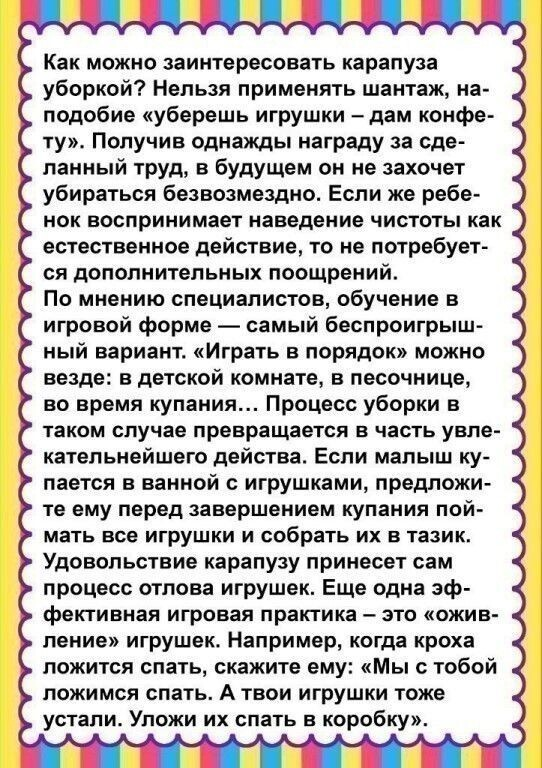 Как можно заинтересовать карапуза
уборкой? Нельзя применять шантаж, на-
подобие «уберешь игрушки – дам конфе-
ту». Получив однажды награду за сде-
ланный труд, в будущем он не захочет
убираться безвозмездно. Если же ребе-
нок воспринимает наведение чистоты как
естественное действие, то не потребует-
ся дополнительных поощрений.
По мнению специалистов, обучение в
игровой форме — самый беспроигрыш-
ный вариант. «Играть в порядок» можно
везде: в детской комнате, в песочнице,
во время купания… Процесс уборки в
таком случае превращается в часть увле-
кательнейшего действа. Если малыш ку-
пается в ванной с игрушками, предложи-
те ему перед завершением купания пой-
мать все игрушки и собрать их в тазик.
Удовольствие карапузу принесет сам
процесс отлова игрушек. Еще одна эф-
фективная игровая практика – это «ожив-
ление» игрушек. Например, когда кроха
ложится спать, скажите ему: «Мы с тобой
ложимся спать. А твои игрушки тоже
устали. Уложи их спать в коробку».